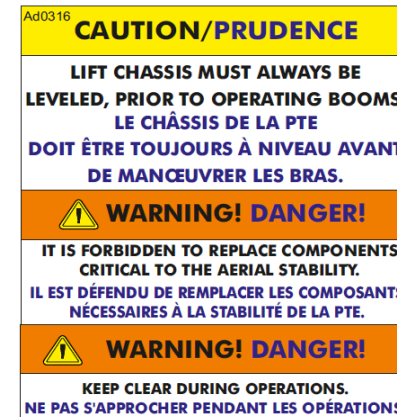 Ad0316
CAUTION/PRUDENCE
LIFT CHASSIS MUST ALWAYS BE
LEVELED, PRIOR TO OPERATING BOOMS
LE CHÂSSIS DE LA PTE
DOIT ÊTRE TOUJOURS À NIVEAU AVANT
DE MANŒUVRER LES BRAS.
WARNING! DANGER!
IT IS FORBIDDEN TO REPLACE COMPONENTS
CRITICAL TO THE AERIAL STABILITY.
IL EST DÉFENDU DE REMPLACER LES COMPOSANTS
NÉCESSAIRES À LA STABILITÉ DE LA PTE.
WARNING! DANGER!
KEEP CLEAR DURING OPERATIONS.
NE PAS S'APPROCHER PENDANT LES OPÉRATIONS